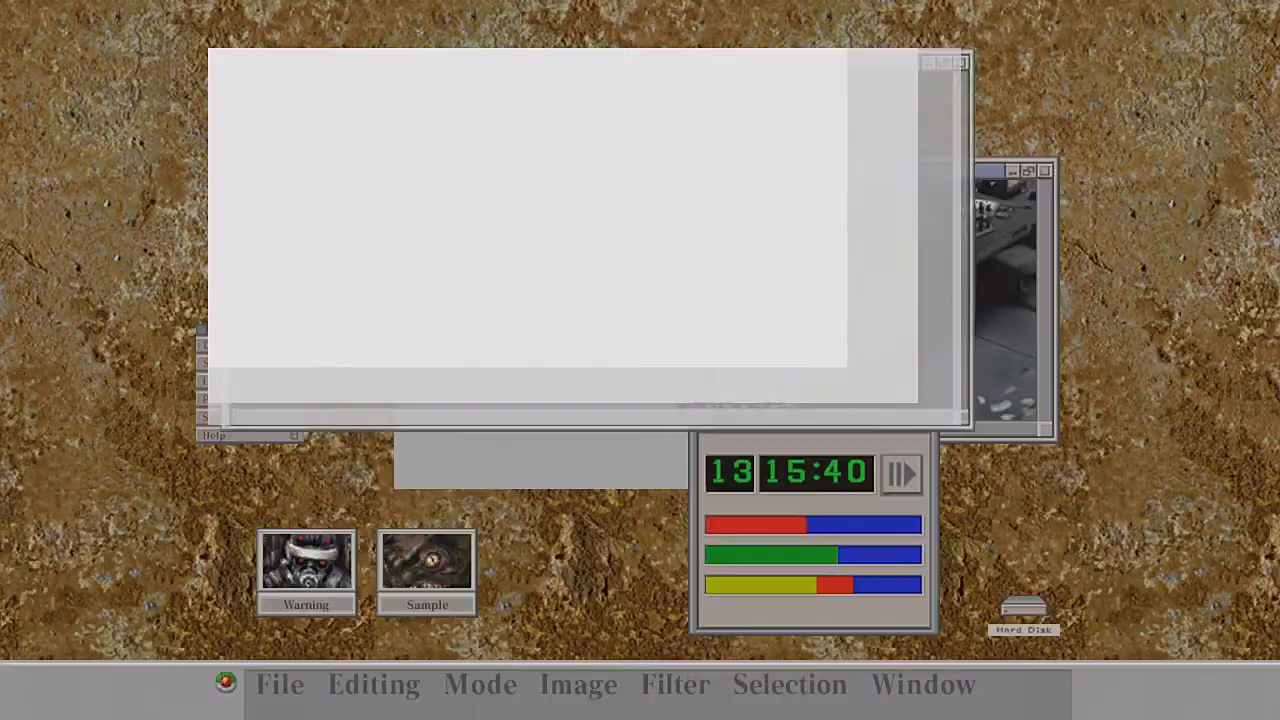 Help
13 15:40
Warning
Sample
Hard Disk
File Editing Mode Image Filter Selection Window